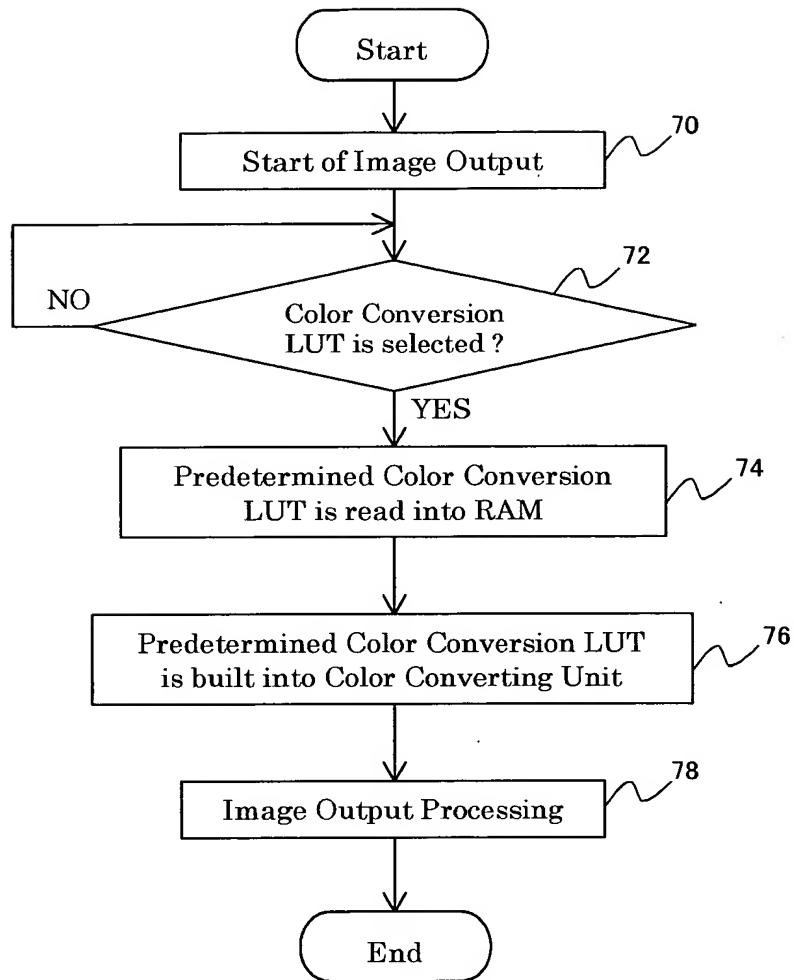 Start
70
Start of Image Output
72
NO
Color Conversion
LUT is selected ?
YES
74
Predetermined Color Conversion
LUT is read into RAM
76
Predetermined Color Conversion LUT
is built into Color Converting Unit
78
Image Output Processing
End